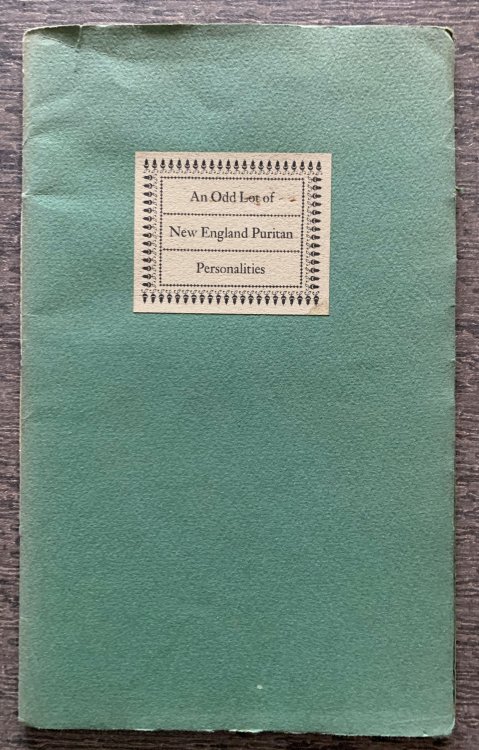 An Odd Lot of
New England Puritan
Personalities